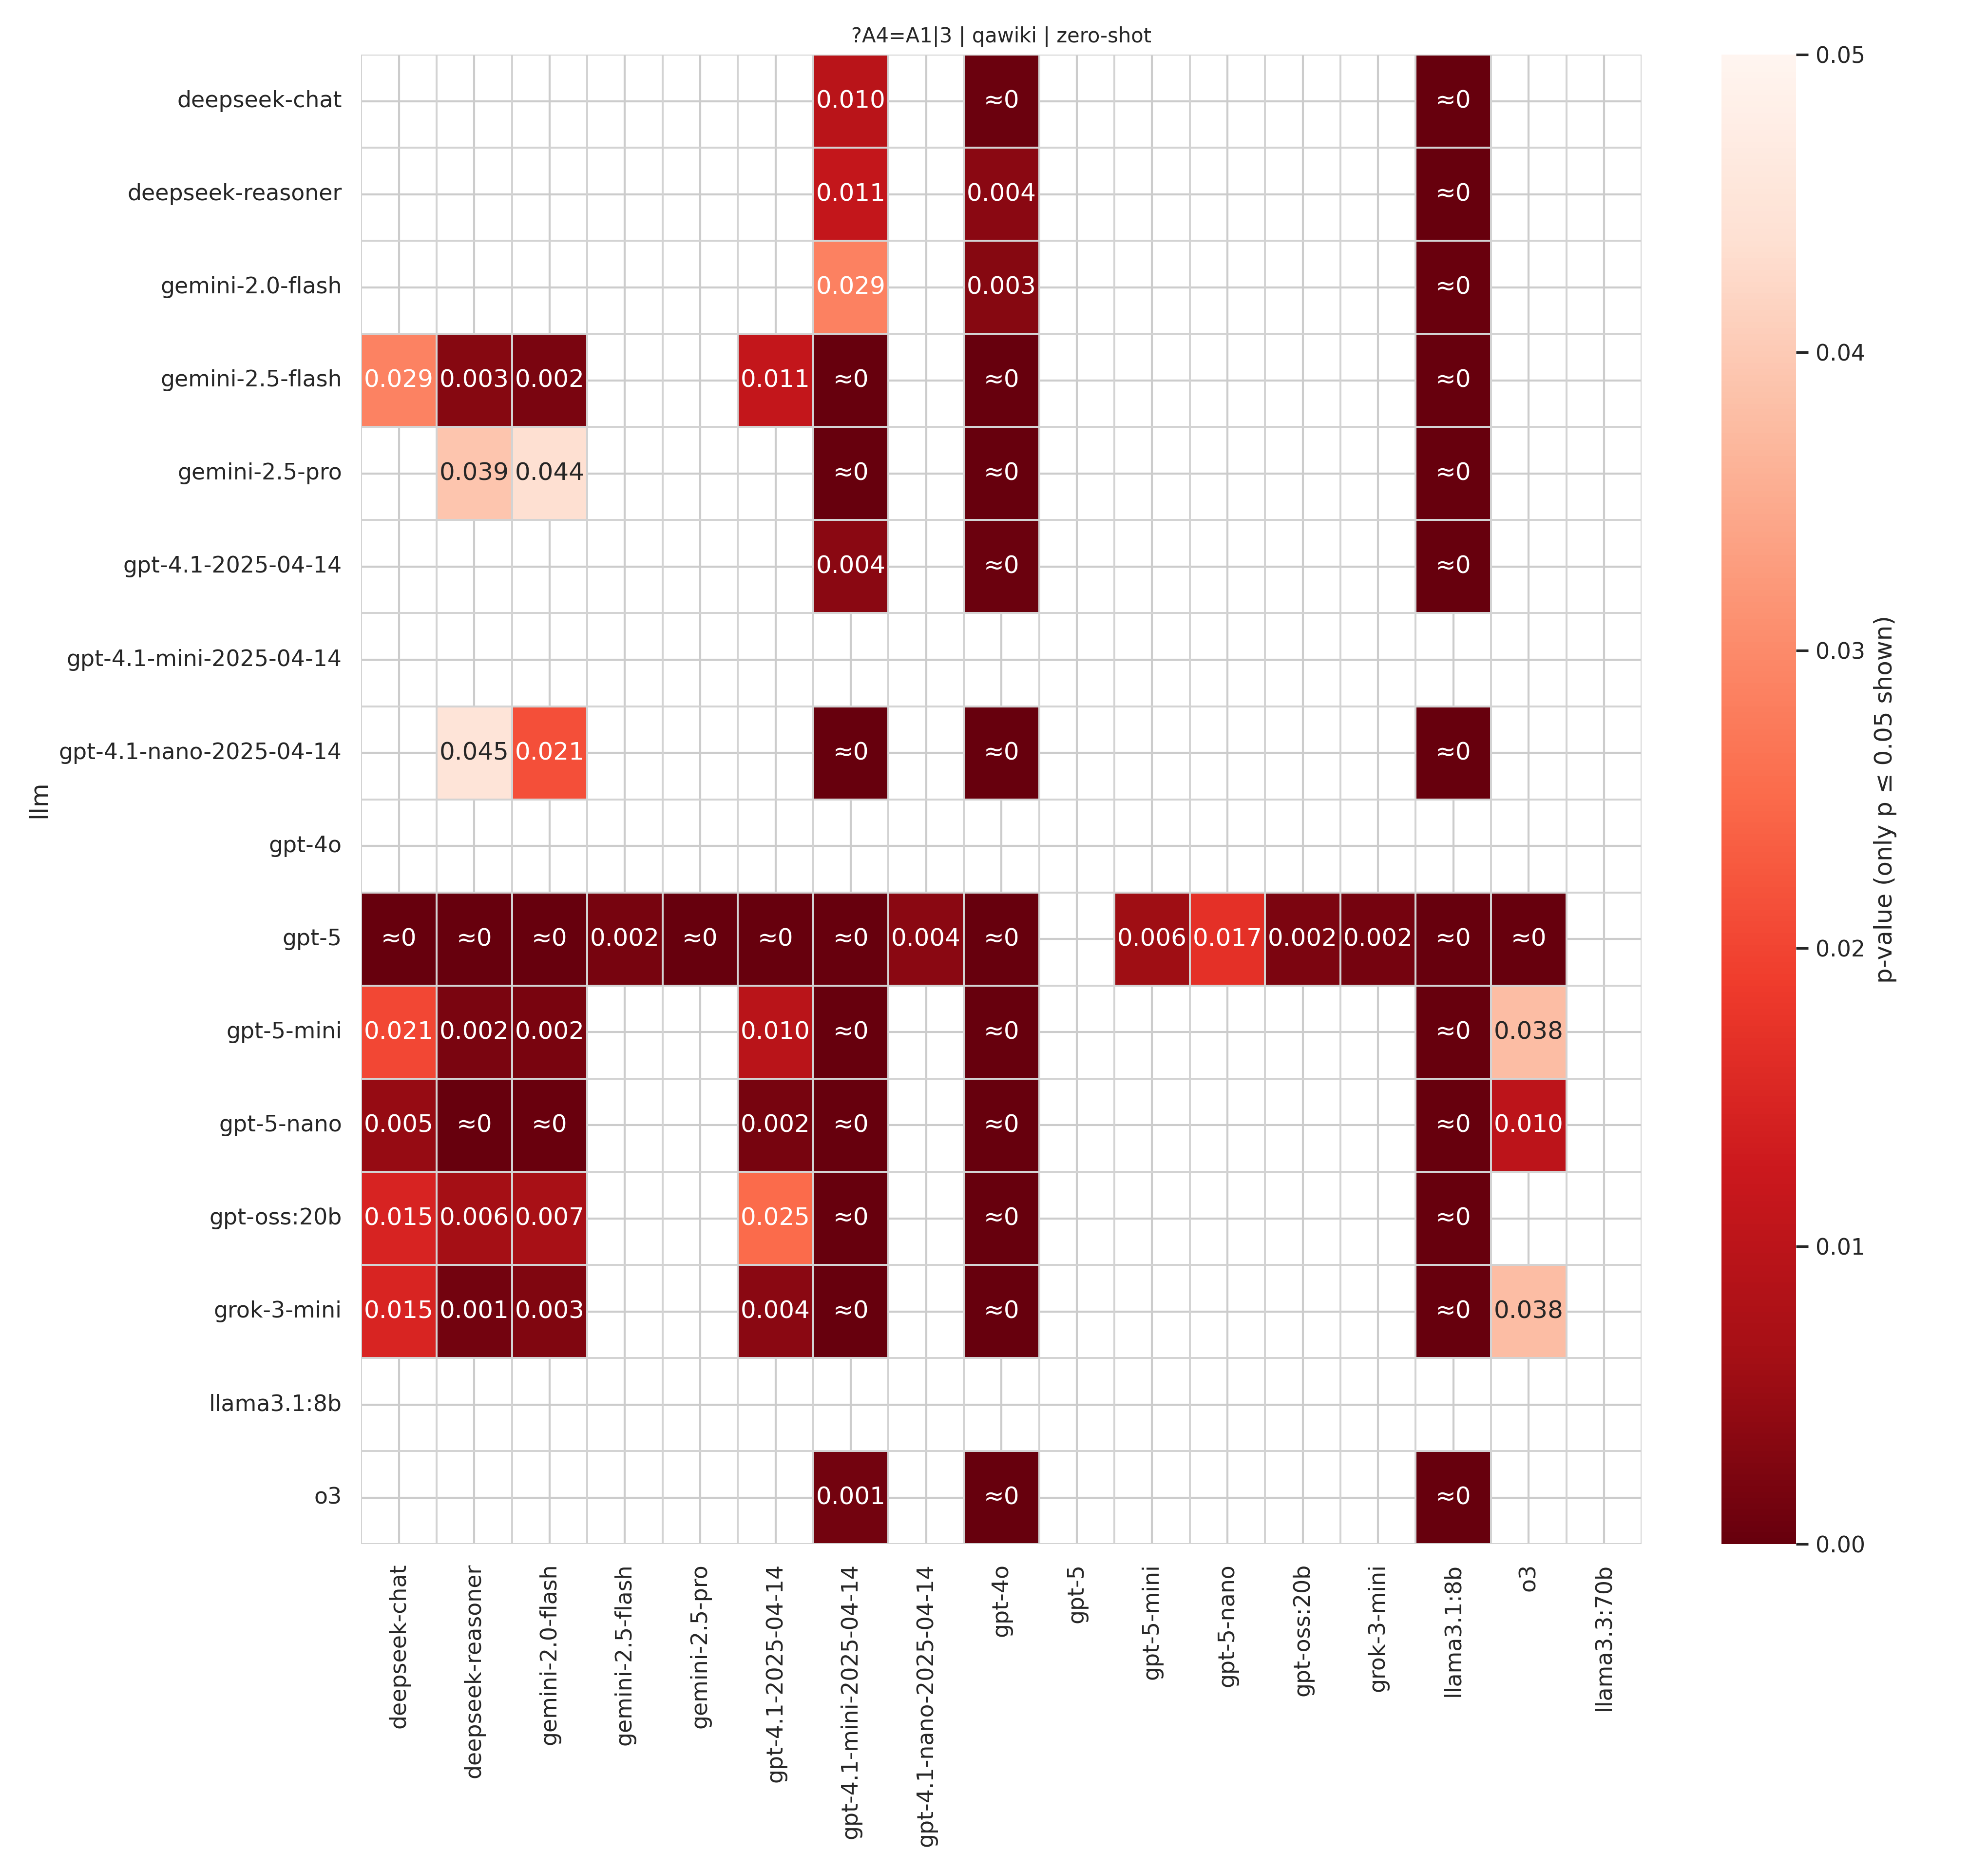 ?A4=A1|3 | qawiki | zero-shot
deepseek-chat 0.010 ≈0 ≈0
deepseek-reasoner 0.011 0.004 ≈0
gemini-2.0-flash 0.029 0.003 ≈0
gemini-2.5-flash 0.029 0.003 0.002 0.011 ≈0 ≈0 ≈0
gemini-2.5-pro 0.039 0.044 ≈0 ≈0 ≈0
gpt-4.1-2025-04-14 0.004 ≈0 ≈0
gpt-4.1-mini-2025-04-14
gpt-4.1-nano-2025-04-14 0.045 0.021 ≈0 ≈0 ≈0
gpt-4o
gpt-5 ≈0 ≈0 ≈0 0.002 ≈0 ≈0 ≈0 0.004 ≈0 0.006 0.017 0.002 0.002 ≈0 ≈0
gpt-5-mini 0.021 0.002 0.002 0.010 ≈0 ≈0 ≈0 0.038
gpt-5-nano 0.005 ≈0 ≈0 0.002 ≈0 ≈0 ≈0 0.010
gpt-oss:20b 0.015 0.006 0.007 0.025 ≈0 ≈0 ≈0
grok-3-mini 0.015 0.001 0.003 0.004 ≈0 ≈0 ≈0 0.038
llama3.1:8b
o3 0.001 ≈0 ≈0
llm
deepseek-chat
deepseek-reasoner
gemini-2.0-flash
gemini-2.5-flash
gemini-2.5-pro
gpt-4.1-2025-04-14
gpt-4.1-mini-2025-04-14
gpt-4.1-nano-2025-04-14
gpt-4o
gpt-5
gpt-5-mini
gpt-5-nano
gpt-oss:20b
grok-3-mini
llama3.1:8b
o3
llama3.3:70b
0.05
0.04
0.03
0.02
0.01
0.00
p-value (only p ≤ 0.05 shown)